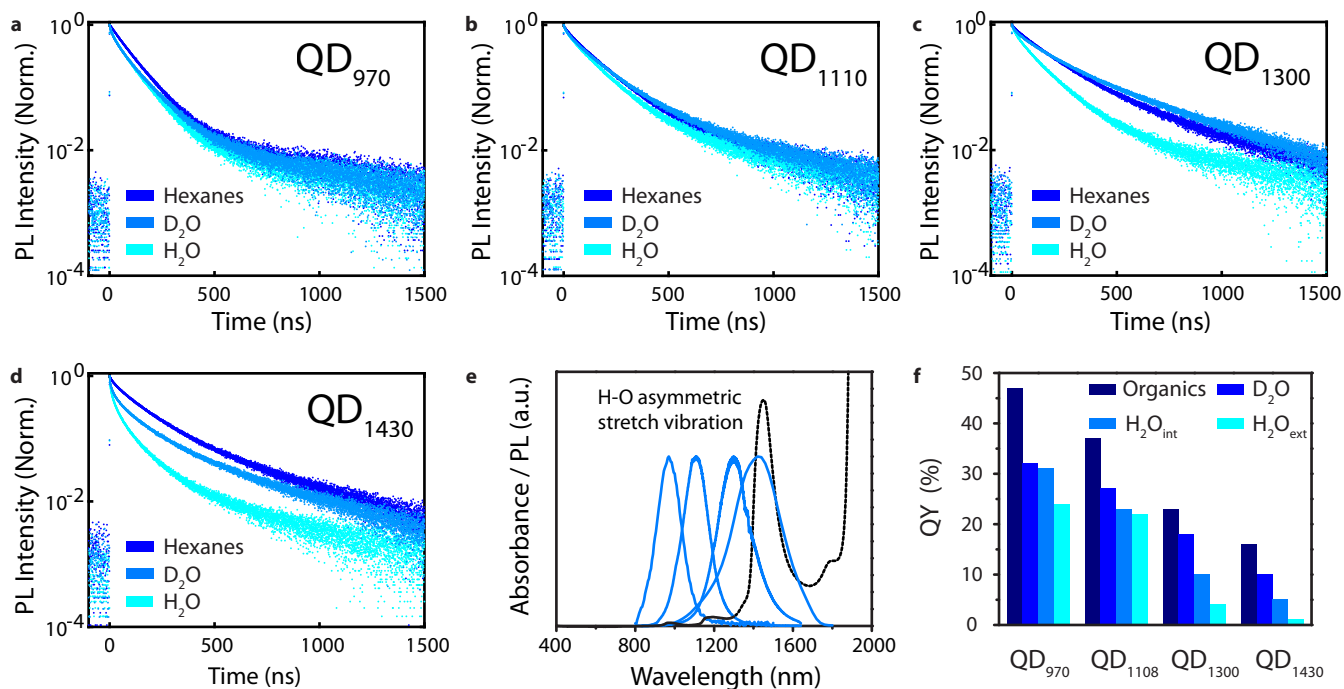 a
QD970
PL Intensity (Norm.)
10^0
10^-2
10^-4
Hexanes
D2O
H2O
0 500 1000 1500
Time (ns)
b
QD1110
PL Intensity (Norm.)
10^0
10^-2
10^-4
Hexanes
D2O
H2O
0 500 1000 1500
Time (ns)
c
QD1300
PL Intensity (Norm.)
10^0
10^-2
10^-4
Hexanes
D2O
H2O
0 500 1000 1500
Time (ns)
d
QD1430
PL Intensity (Norm.)
10^0
10^-2
10^-4
Hexanes
D2O
H2O
0 500 1000 1500
Time (ns)
e
H-O asymmetric
stretch vibration
Absorbance / PL (a.u.)
400 800 1200 1600 2000
Wavelength (nm)
f
QY (%)
50
40
30
20
10
0
Organics D2O
H2Oint H2Oext
QD970 QD1108 QD1300 QD1430